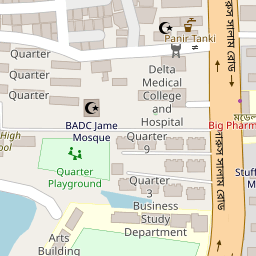 Panir Tanki
Quarter
Quarter
Quarter
Delta
Medical
College
and
Hospital
BADC Jame
Mosque
Big Pharm
High
ool
Quarter
9
Quarter
Playground
Quarter
3
Business
Study
Department
Stuff
M
Arts
Building